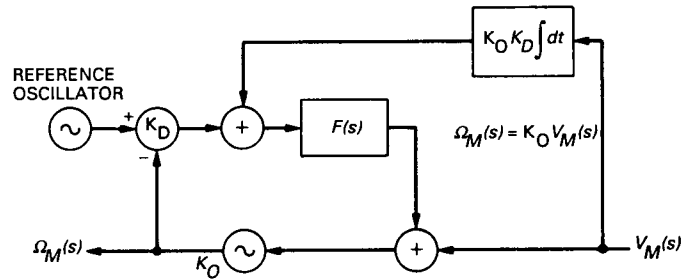 K_O K_D ∫dt
REFERENCE
OSCILLATOR
+
K_D
−
+
F(s)
Ω_M(s) = K_O V_M(s)
Ω_M(s)
K_O
+
V_M(s)